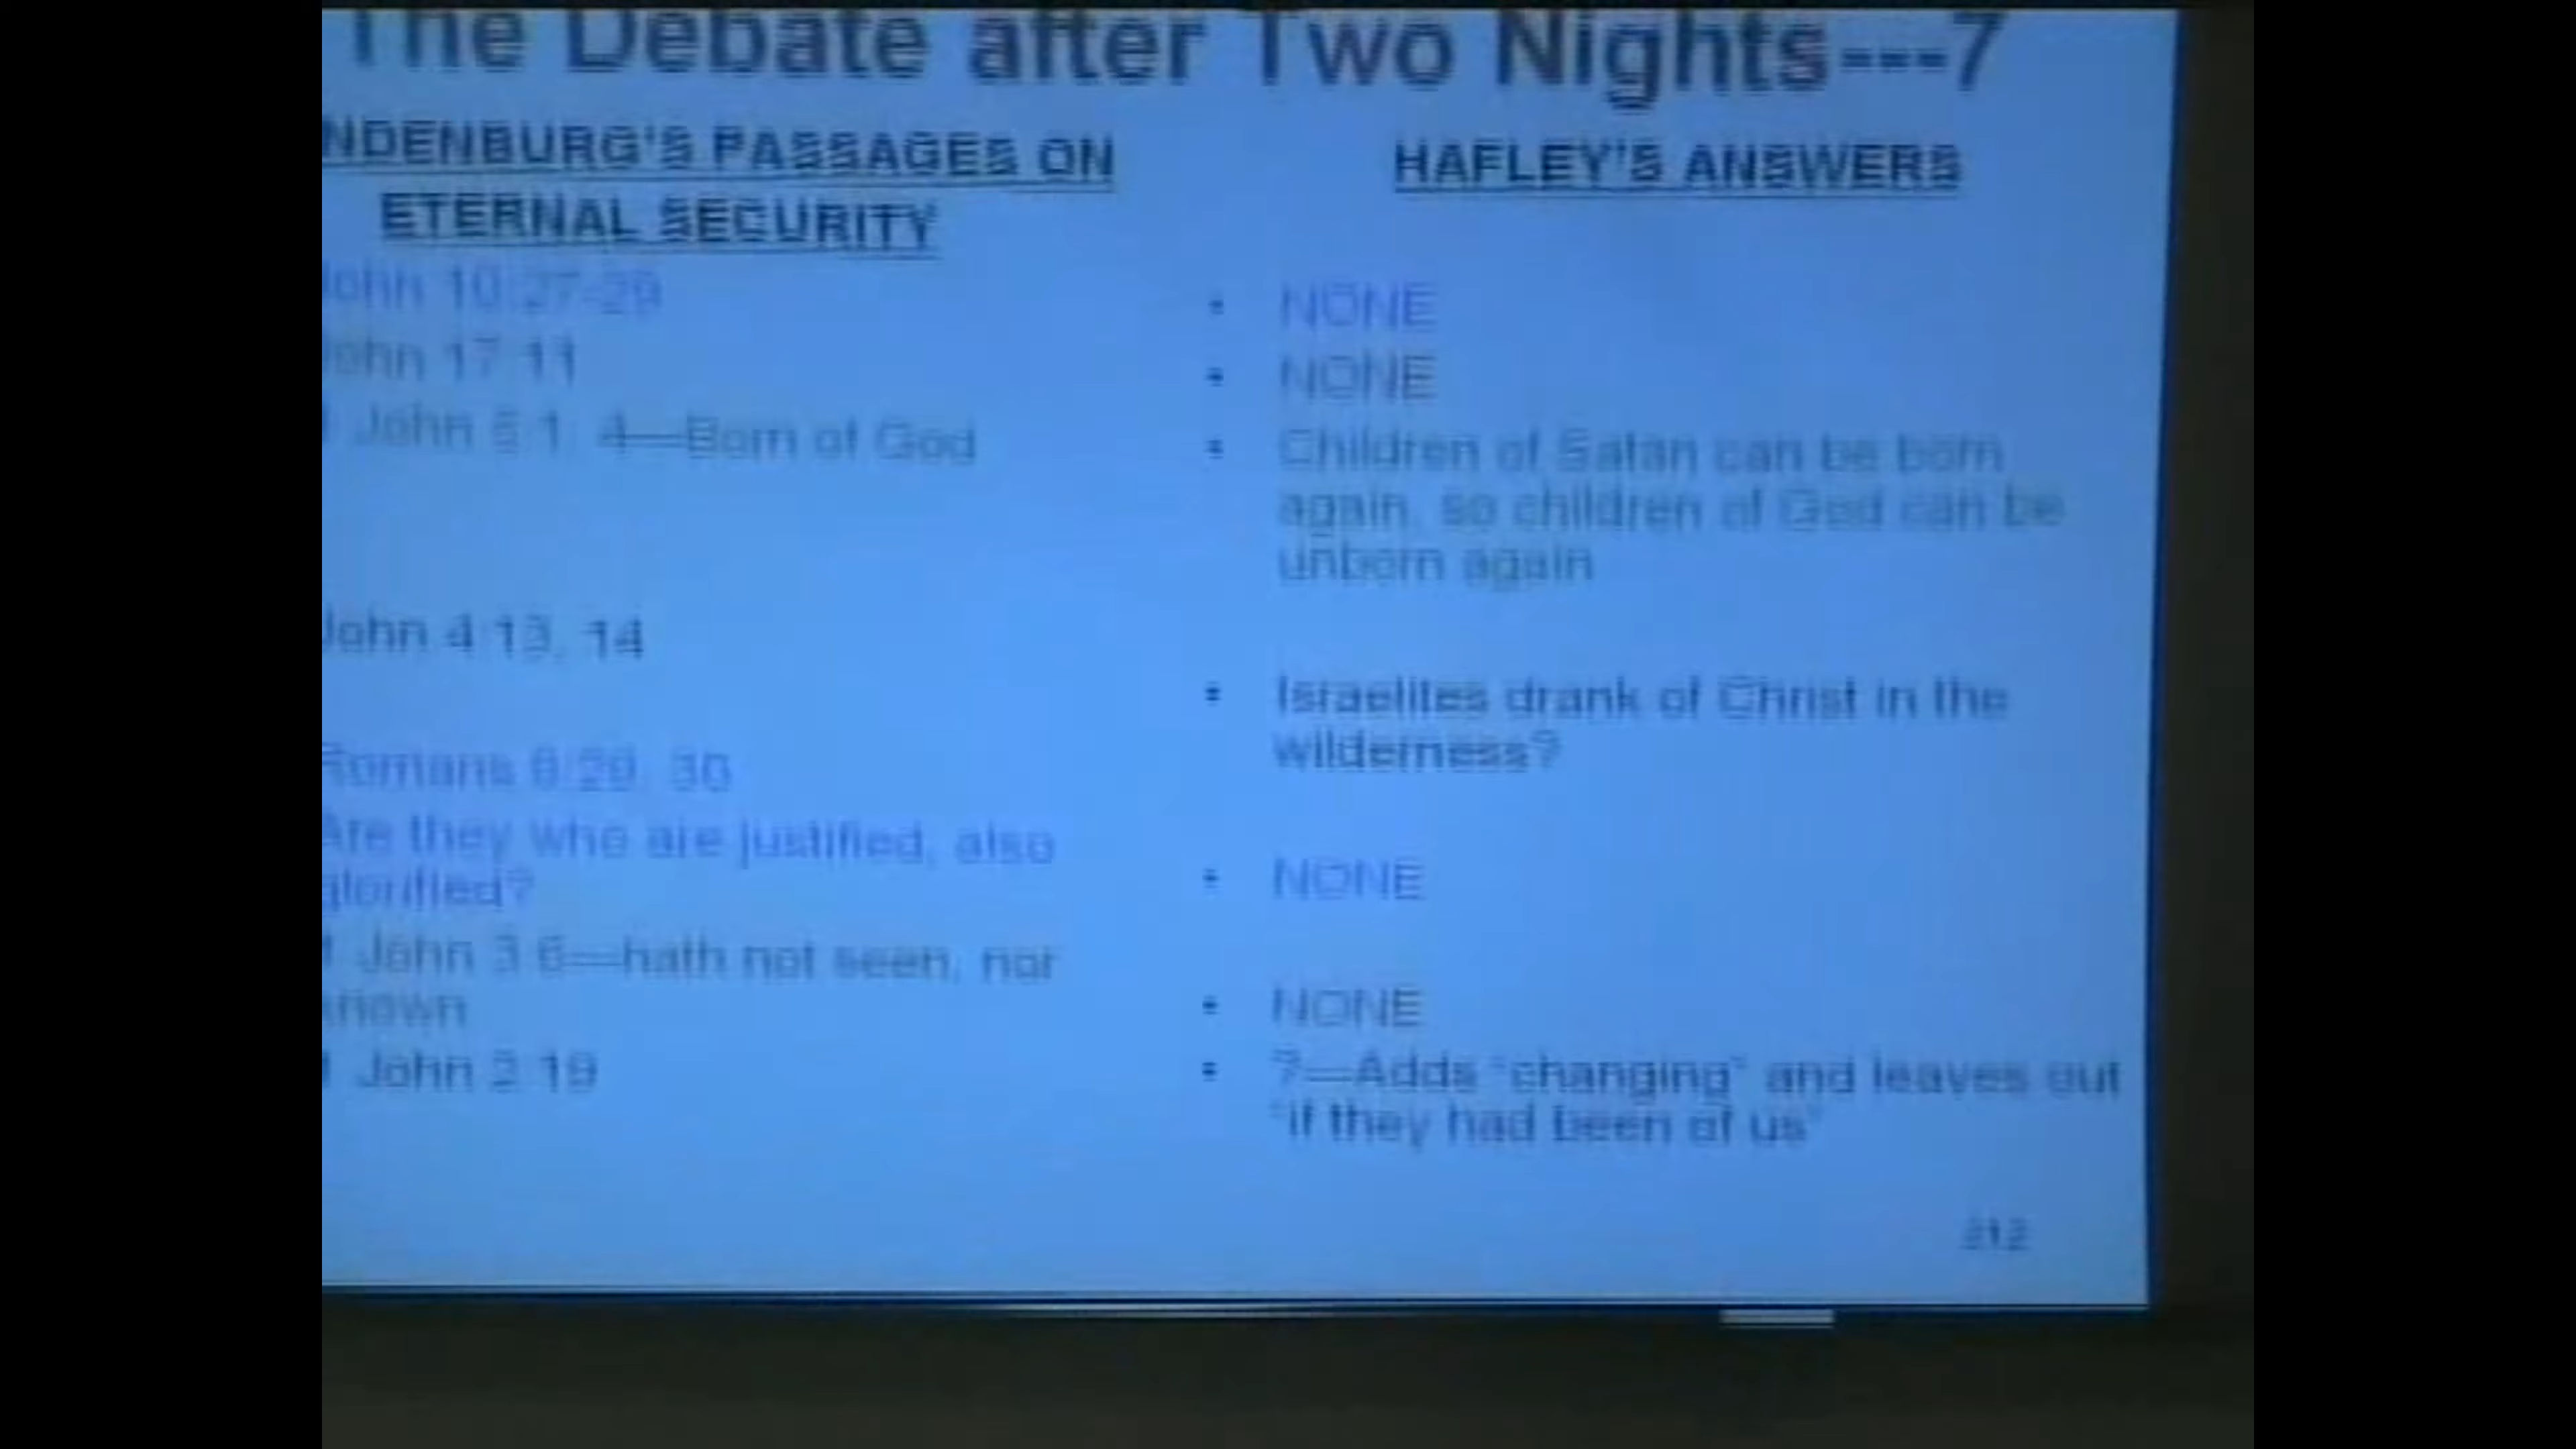 The Debate after Two Nights---7
NDENBURG'S PASSAGES ON
ETERNAL SECURITY
John 10:27-29
John 17:11
1 John 5:1, 4—Born of God
John 4:13, 14
Romans 8:29, 30
Are they who are justified, also
glorified?
1 John 3:6—hath not seen, nor
known
1 John 2:19
HAFLEY'S ANSWERS
• NONE
• NONE
• Children of Satan can be born
again, so children of God can be
unborn again
• Israelites drank of Christ in the
wilderness?
• NONE
• NONE
• ?—Adds "changing" and leaves out
"if they had been of us"